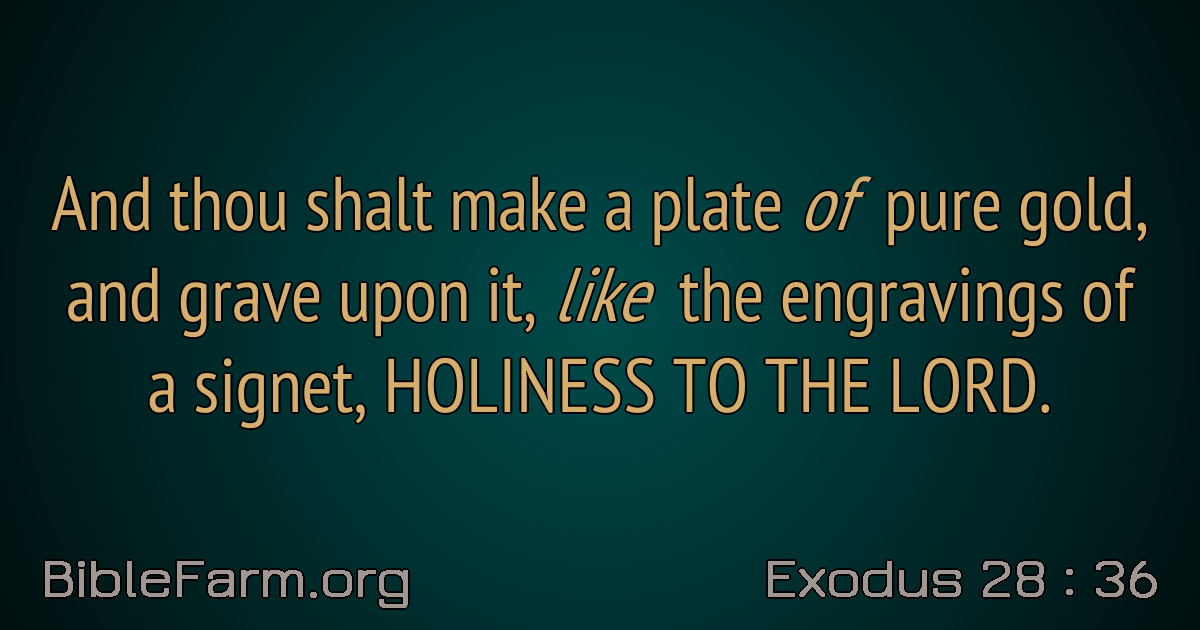 And thou shalt make a plate of pure gold,
and grave upon it, like the engravings of
a signet, HOLINESS TO THE LORD.
BibleFarm.org
Exodus 28 : 36